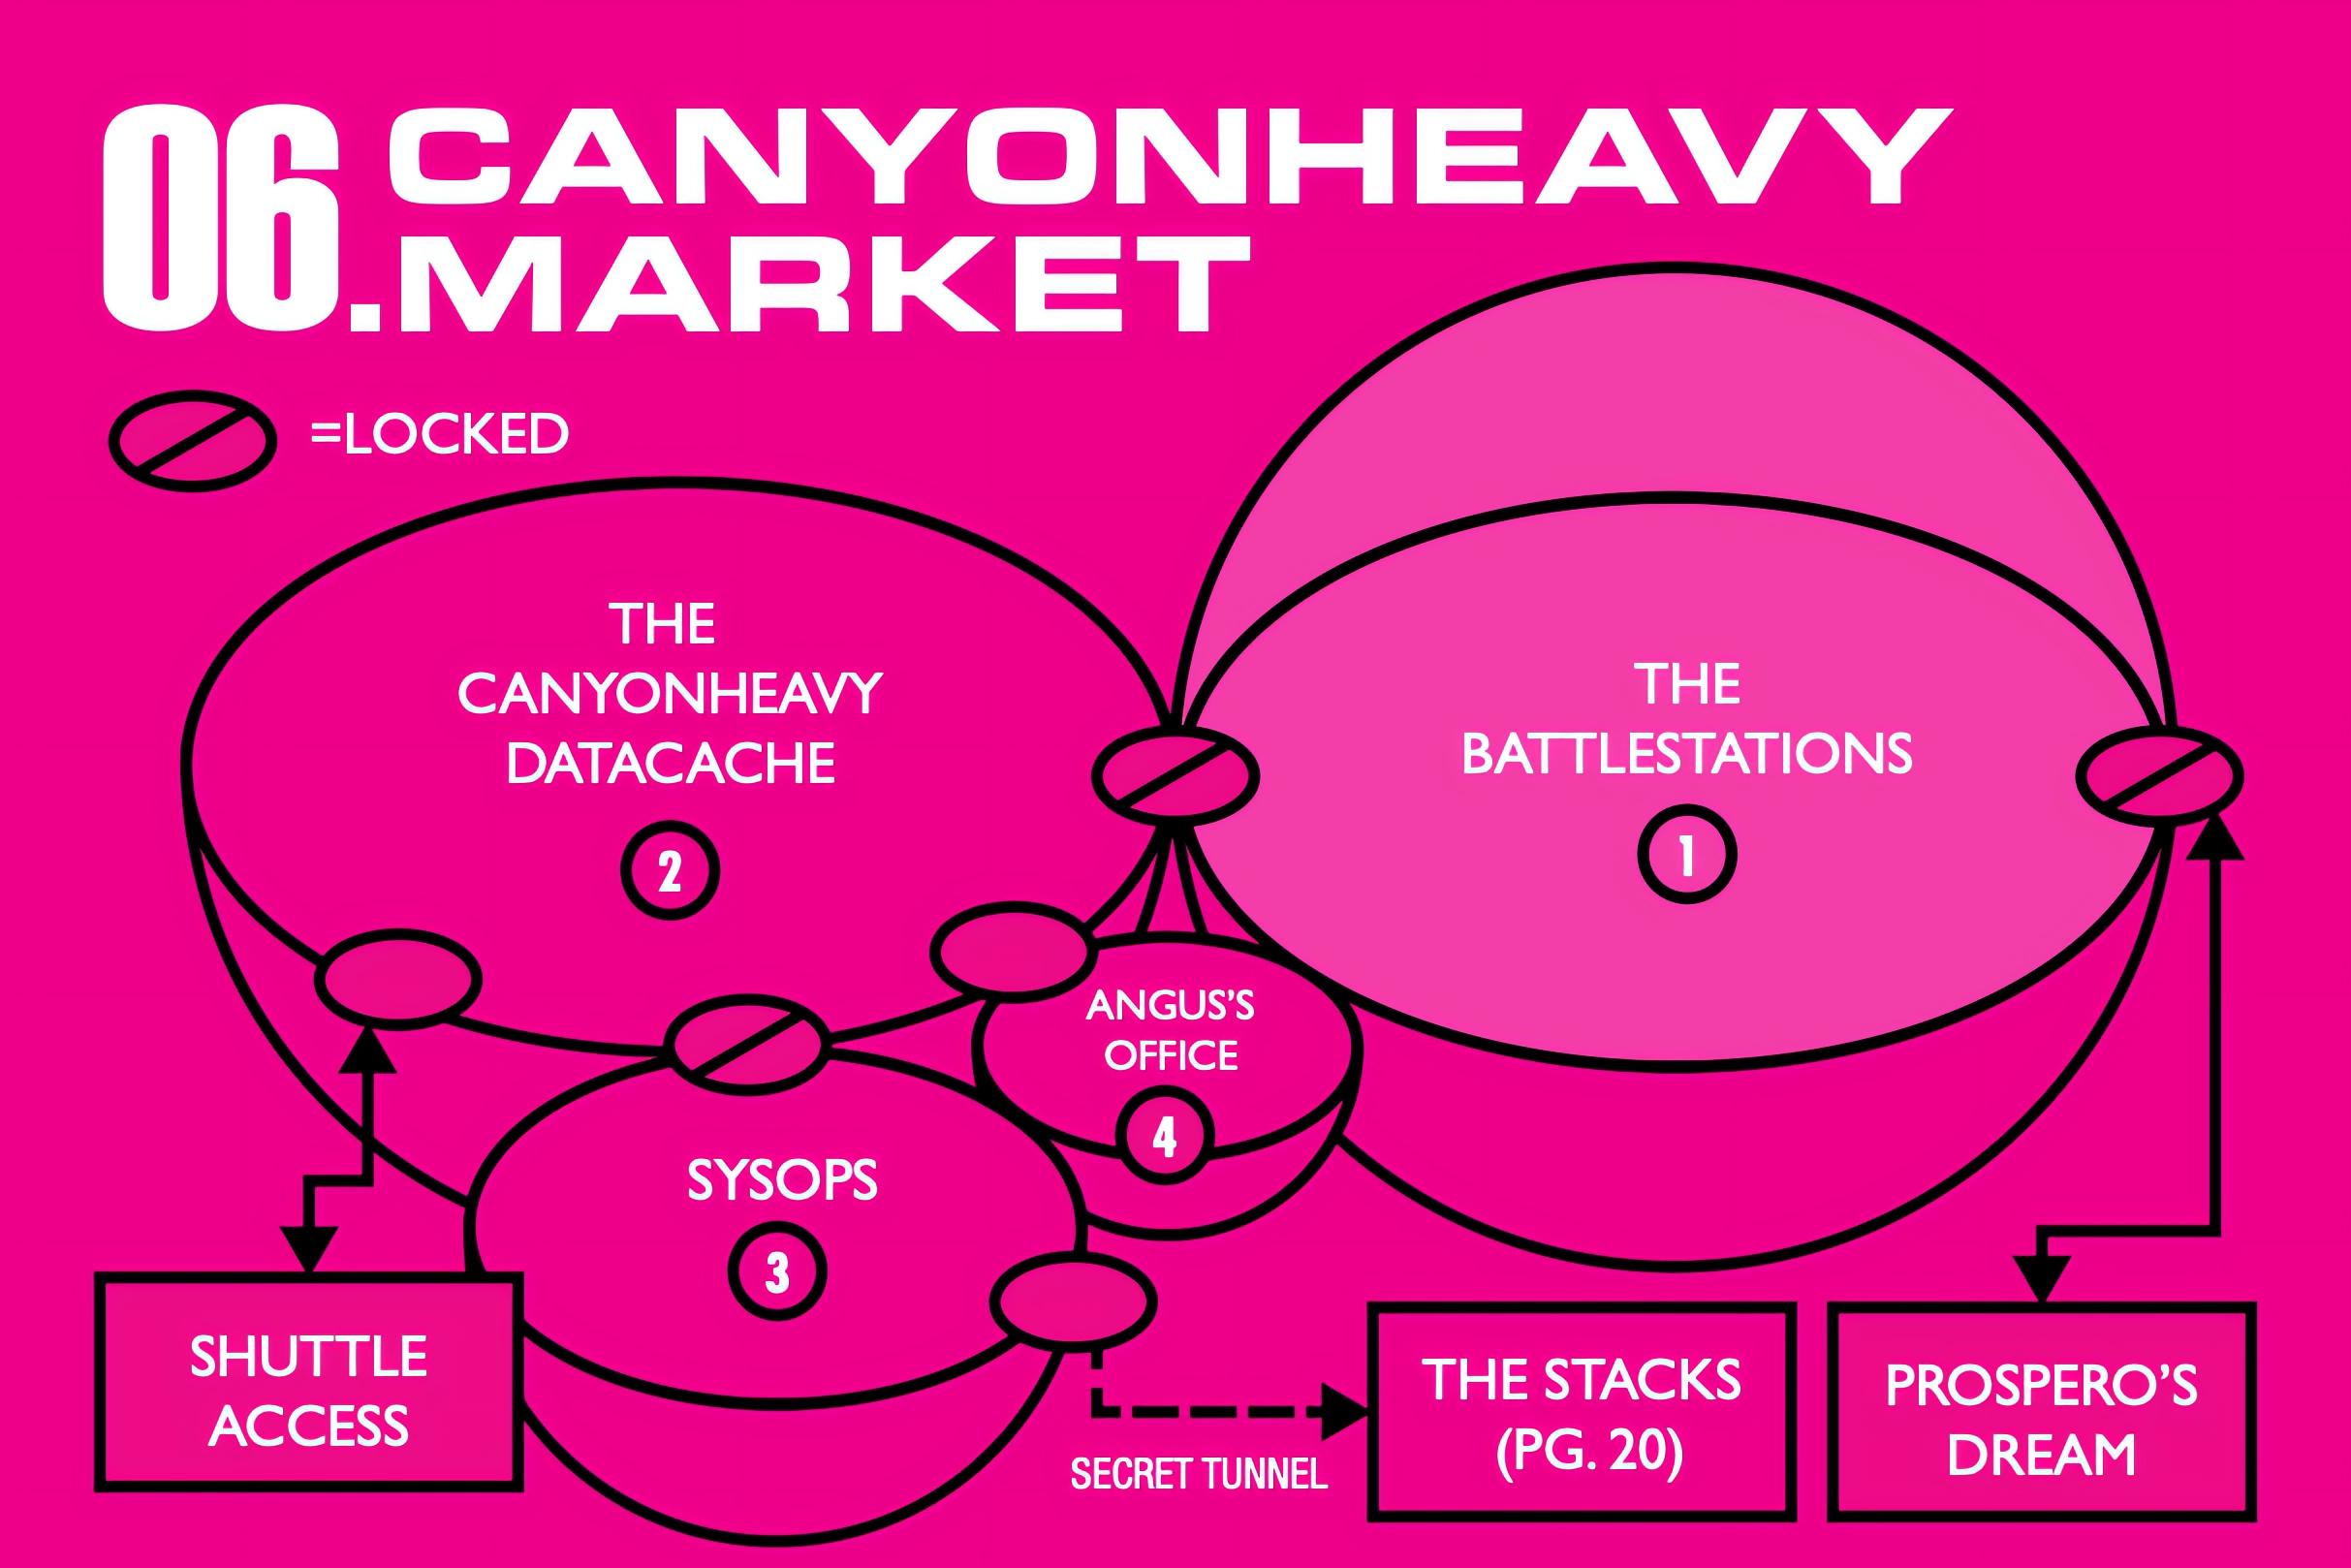 06. CANYONHEAVY
MARKET
=LOCKED
THE
CANYONHEAVY
DATACACHE
2
THE
BATTLESTATIONS
1
ANGUS'S
OFFICE
4
SYSOPS
3
SHUTTLE
ACCESS
SECRET TUNNEL
THE STACKS
(PG. 20)
PROSPERO'S
DREAM